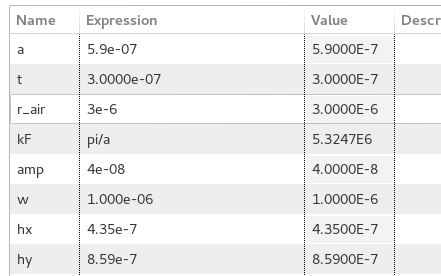 Name Expression Value Descr
a 5.9e-07 5.9000E-7
t 3.0000e-07 3.0000E-7
r_air 3e-6 3.0000E-6
kF pi/a 5.3247E6
amp 4e-08 4.0000E-8
w 1.000e-06 1.0000E-6
hx 4.35e-7 4.3500E-7
hy 8.59e-7 8.5900E-7